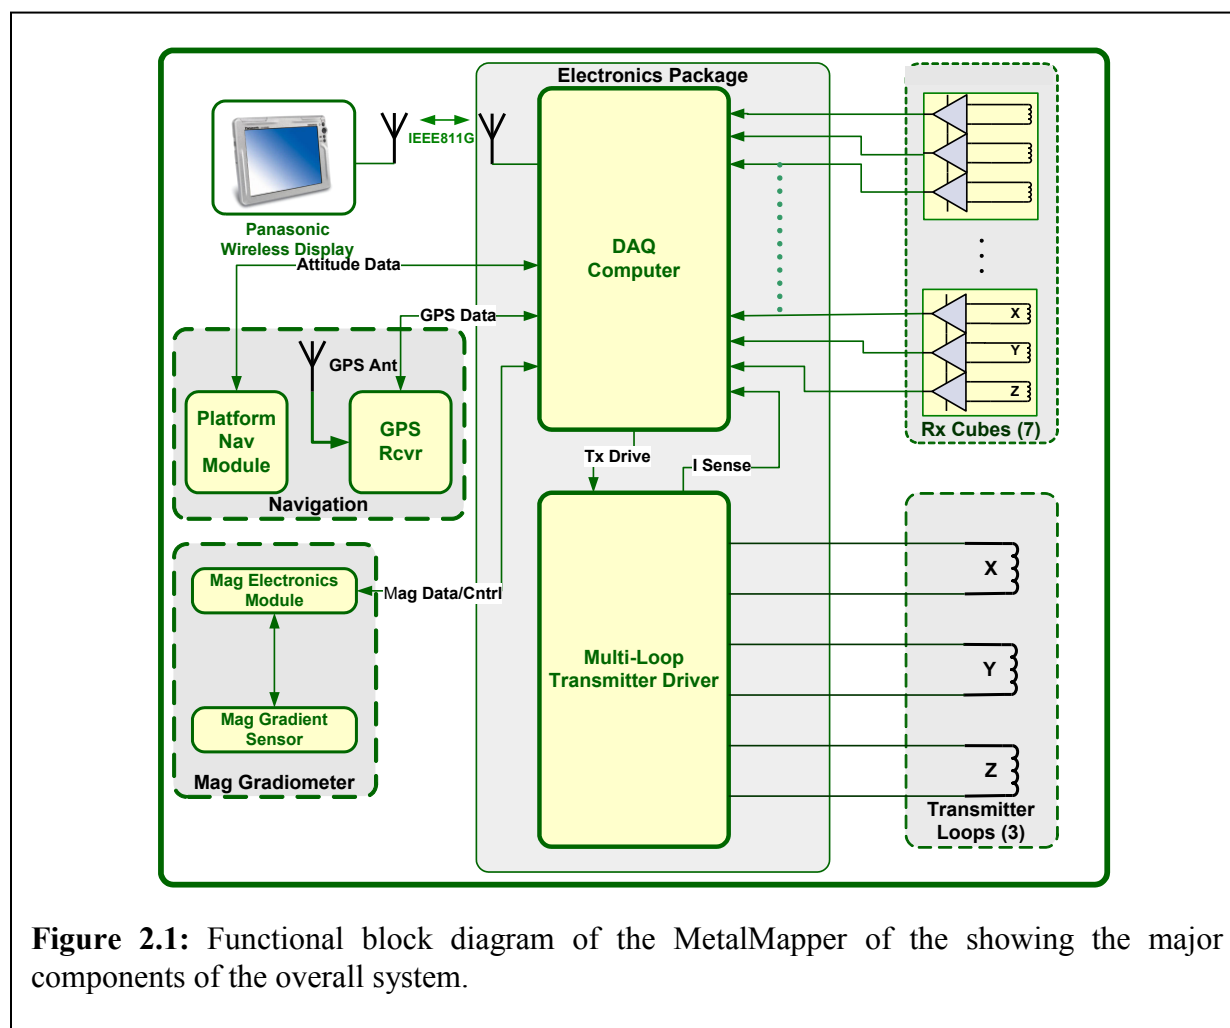 Electronics Package
IEEE811G
Panasonic
Wireless Display
DAQ
Computer
Attitude Data
GPS Data
GPS Ant
Platform
Nav
Module
GPS
Rcvr
Navigation
Tx Drive
I Sense
X
Y
Z
Rx Cubes (7)
Mag Electronics
Module
Mag Data/Cntrl
Mag Gradient
Sensor
Mag Gradiometer
Multi-Loop
Transmitter Driver
X
Y
Z
Transmitter
Loops (3)
Figure 2.1: Functional block diagram of the MetalMapper of the showing the major
components of the overall system.